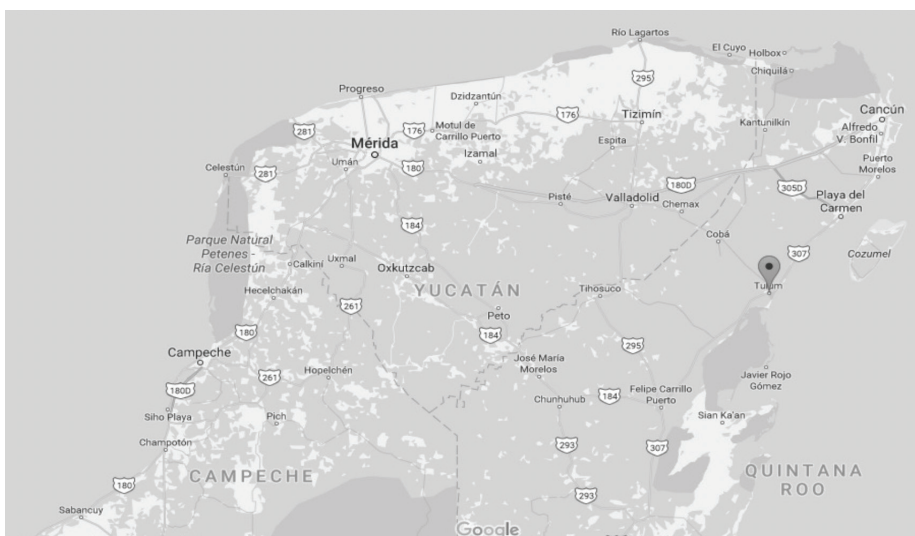 Río Lagartos
El Cuyo
Holbox
Chiquilá
295
Progreso
Dzidzantún
Cancún
176
Tizimín
Kantunilkín
281
176
Motul de
Carrillo Puerto
Alfredo
V. Bonfil
Mérida
Espita
Izamal
Umán
Puerto
Morelos
Celestún
281
180
180D
305D
Pisté
Valladolid
Chemax
Playa del
Carmen
184
Cobá
Parque Natural
Petenes -
Ría Celestún
307
Cozumel
Calkiní
Uxmal
Oxkutzcab
Tulum
Hecelchakán
YUCATÁN
Tihosuco
261
Peto
180
184
295
Campeche
José María
Morelos
Hopelchén
261
Javier Rojo
Gómez
180D
184
Felipe Carrillo
Puerto
Chunhuhub
Siho Playa
Pich
Sian Ka'an
Champotón
293
307
CAMPECHE
QUINTANA
ROO
180
293
Sabancuy
Google